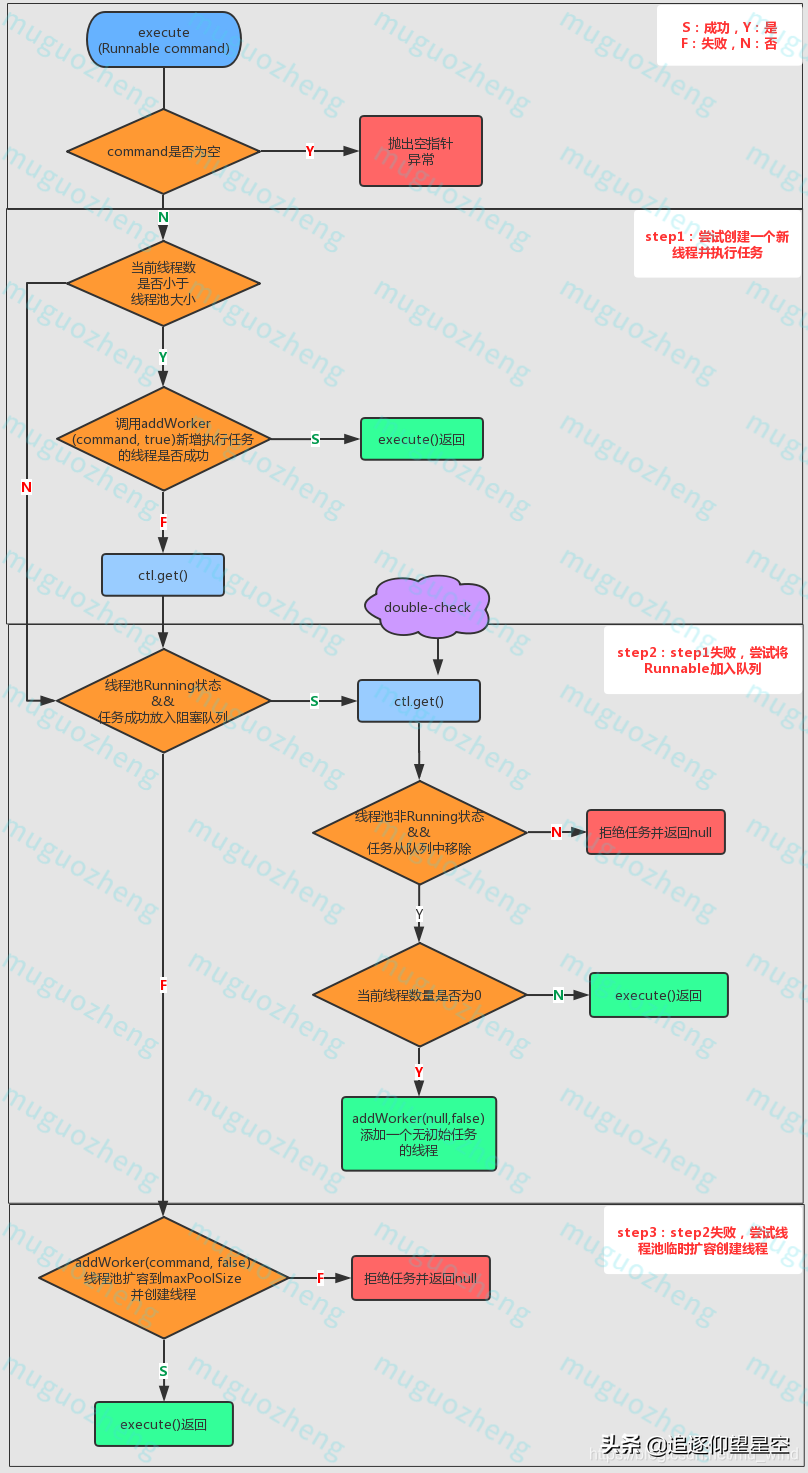 execute
(Runnable command)
S：成功，Y：是
F：失败，N：否
command是否为空
Y
抛出空指针
异常
N
step1：尝试创建一个新
线程并执行任务
当前线程数
是否小于
线程池大小
Y
调用addWorker
(command, true)新增执行任务
的线程是否成功
S
execute()返回
N
F
ctl.get()
double-check
step2：step1失败，尝试将
Runnable加入队列
线程池Running状态
&&
任务成功放入阻塞队列
S
ctl.get()
线程池非Running状态
&&
任务从队列中移除
N
拒绝任务并返回null
Y
F
当前线程数量是否为0
N
execute()返回
Y
addWorker(null,false)
添加一个无初始任务
的线程
step3：step2失败，尝试线
程池临时扩容创建线程
addWorker(command, false)
线程池扩容到maxPoolSize
并创建线程
F
拒绝任务并返回null
S
execute()返回
头条 @追逐仰望星空
muguozheng